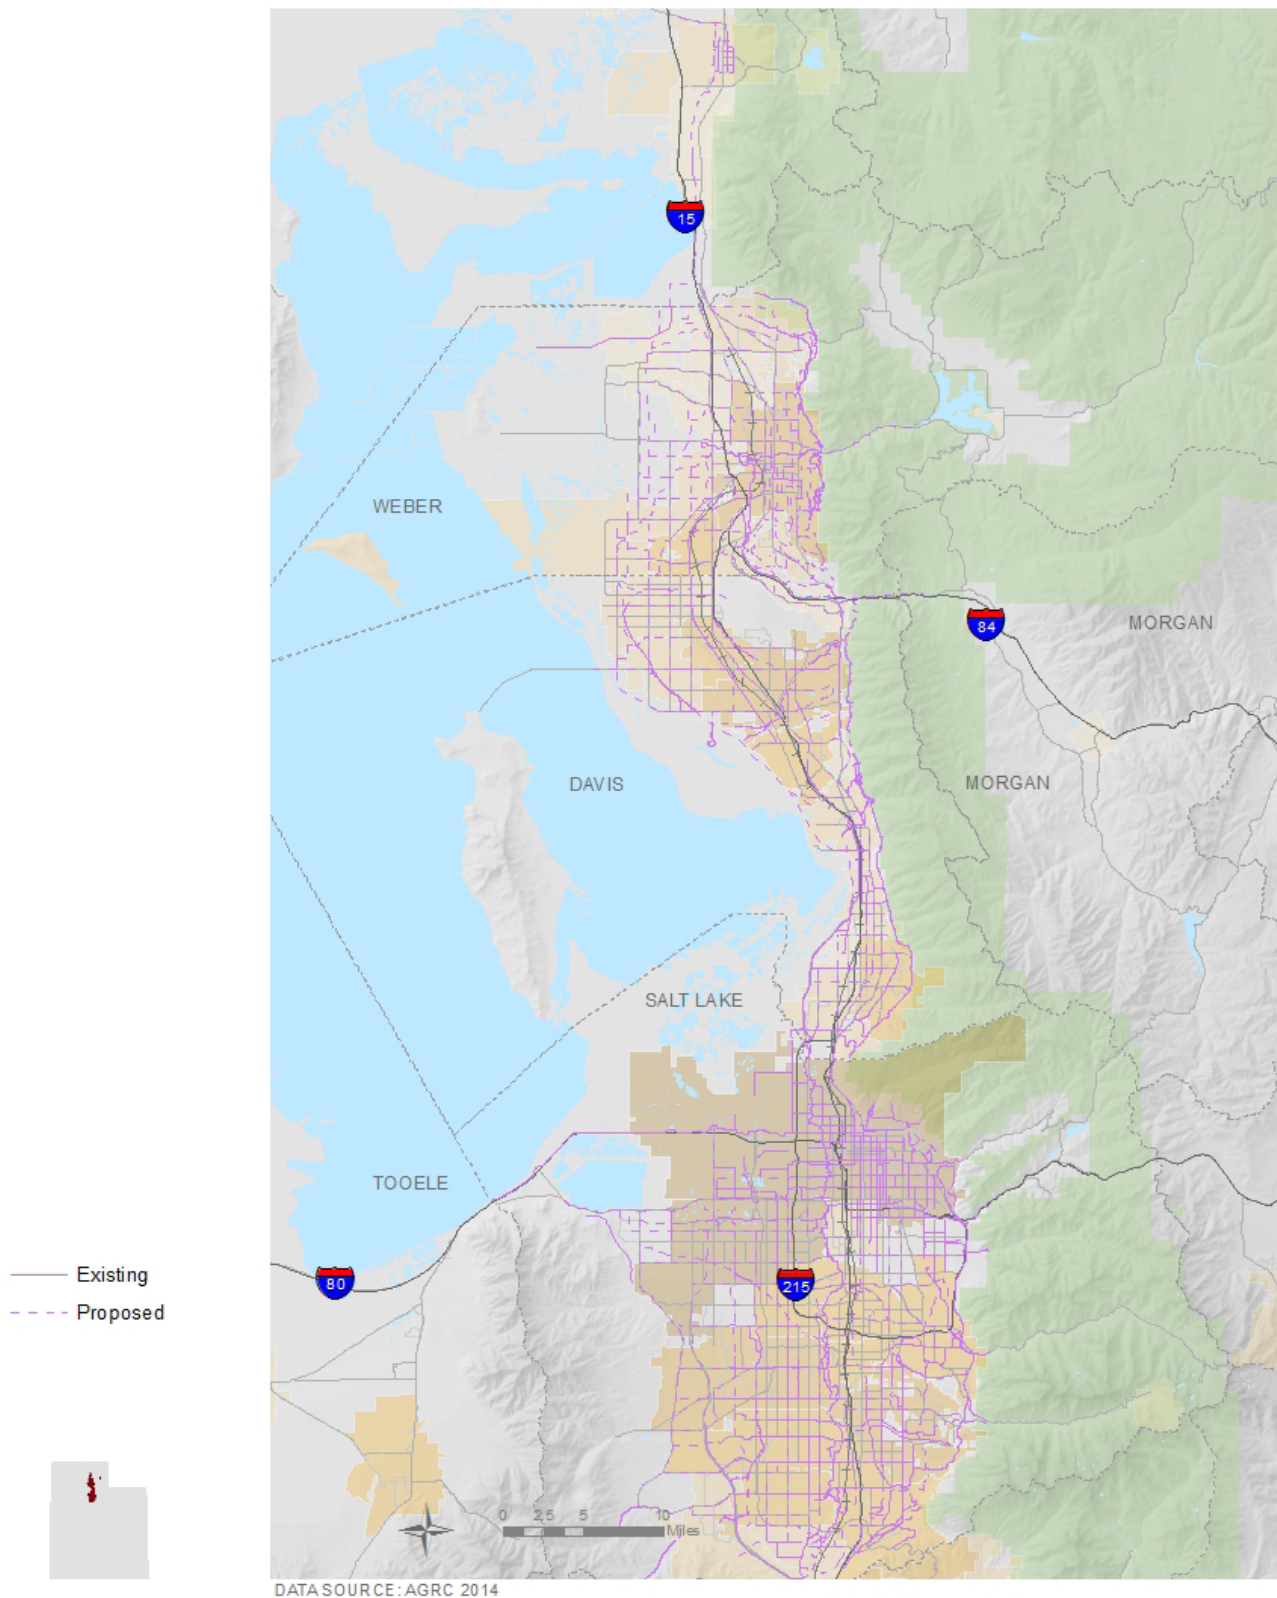 15
WEBER
84
MORGAN
DAVIS
MORGAN
SALT LAKE
TOOELE
Existing
80
215
Proposed
0 2.5 5 10
Miles
DATA SOURCE: AGRC 2014